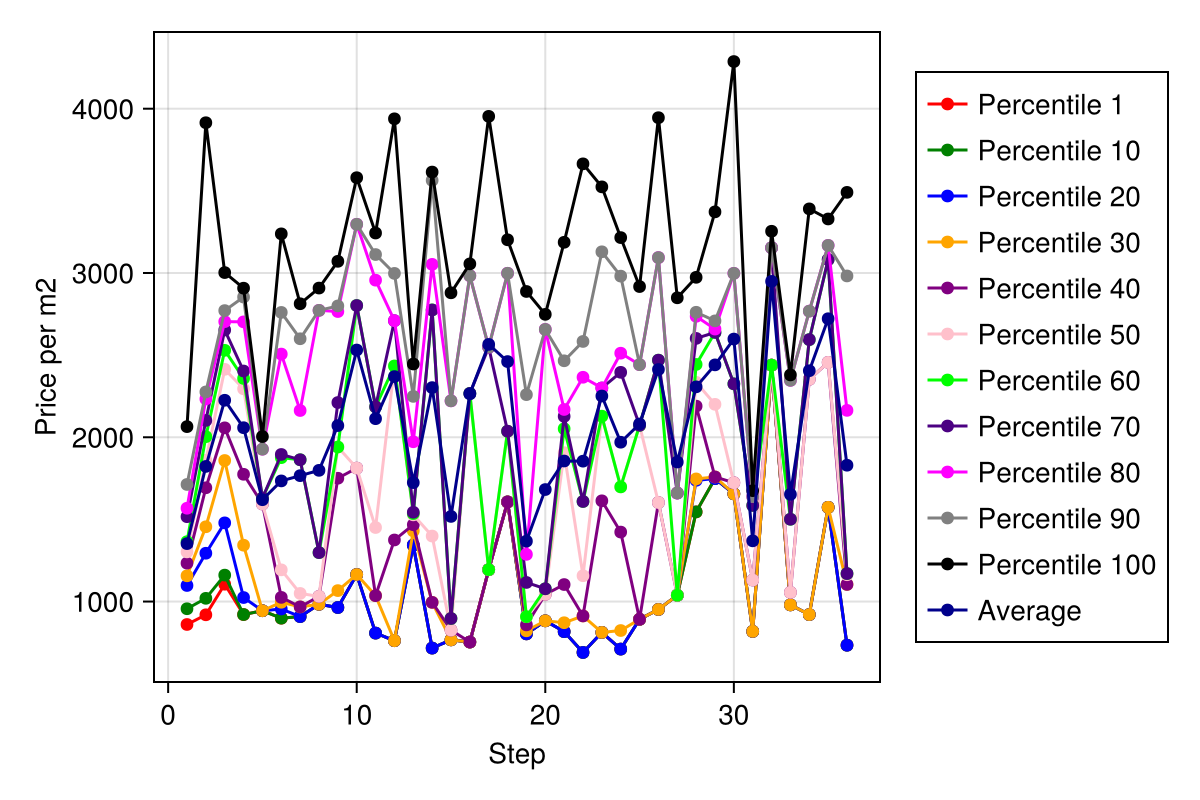 4000
3000
2000
1000
Price per m2
0
10
20
30
Step
Percentile 1
Percentile 10
Percentile 20
Percentile 30
Percentile 40
Percentile 50
Percentile 60
Percentile 70
Percentile 80
Percentile 90
Percentile 100
Average